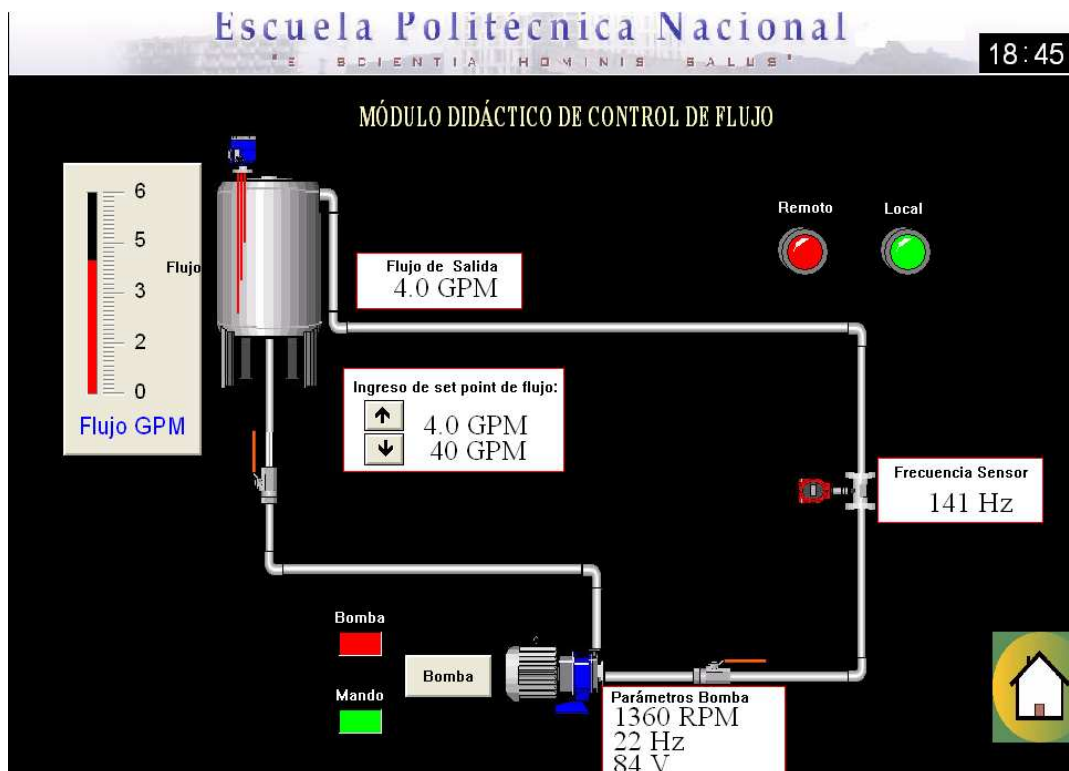 Escuela Politécnica Nacional
"E SCIENTIA HOMINIS SALUS"
18:45
MÓDULO DIDÁCTICO DE CONTROL DE FLUJO
6
5
3
2
0
Flujo
Flujo GPM
Remoto
Local
Flujo de Salida
4.0 GPM
Ingreso de set point de flujo:
4.0 GPM
40 GPM
Frecuencia Sensor
141 Hz
Bomba
Bomba
Mando
Parámetros Bomba
1360 RPM
22 Hz
84 V